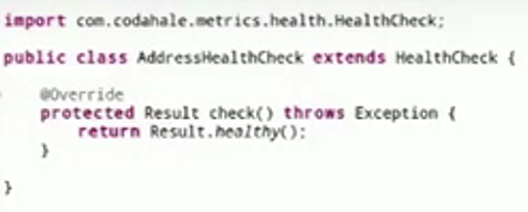 import com.codahale.metrics.health.HealthCheck;
public class AddressHealthCheck extends HealthCheck {
@Override
protected Result check() throws Exception {
return Result.healthy();
}
}